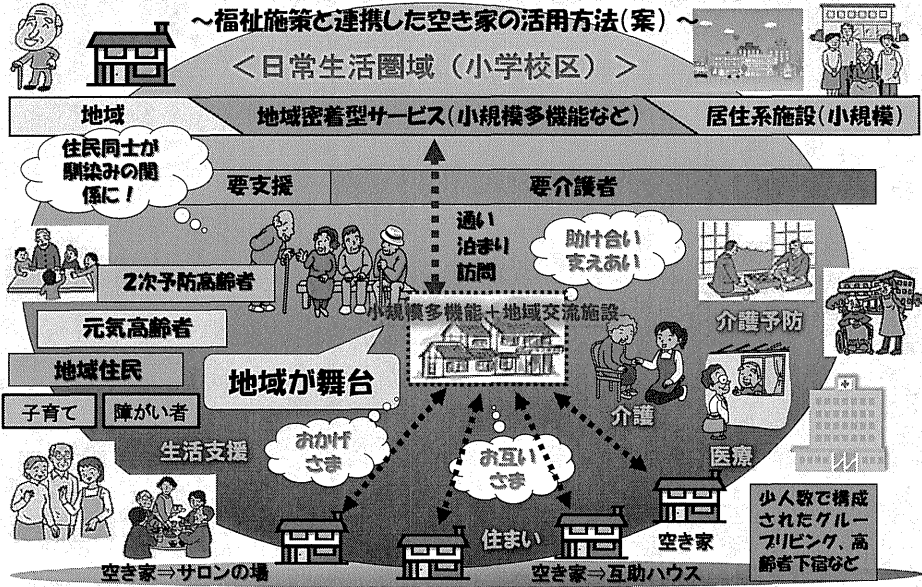 ～福祉施策と連携した空き家の活用方法(案)～
＜日常生活圏域（小学校区）＞
地域
地域密着型サービス(小規模多機能など)
居住系施設(小規模)
住民同士が
馴染みの関
係に！
要支援
要介護者
通い
泊まり
訪問
助け合い
支えあい
2次予防高齢者
小規模多機能＋地域交流施設
介護予防
元気高齢者
地域住民
地域が舞台
子育て
障がい者
介護
生活支援
おかげ
さま
お互い
さま
医療
住まい
空き家
少人数で構成
されたグルー
プリビング、高
齢者下宿など
空き家⇒サロンの場
空き家⇒互助ハウス